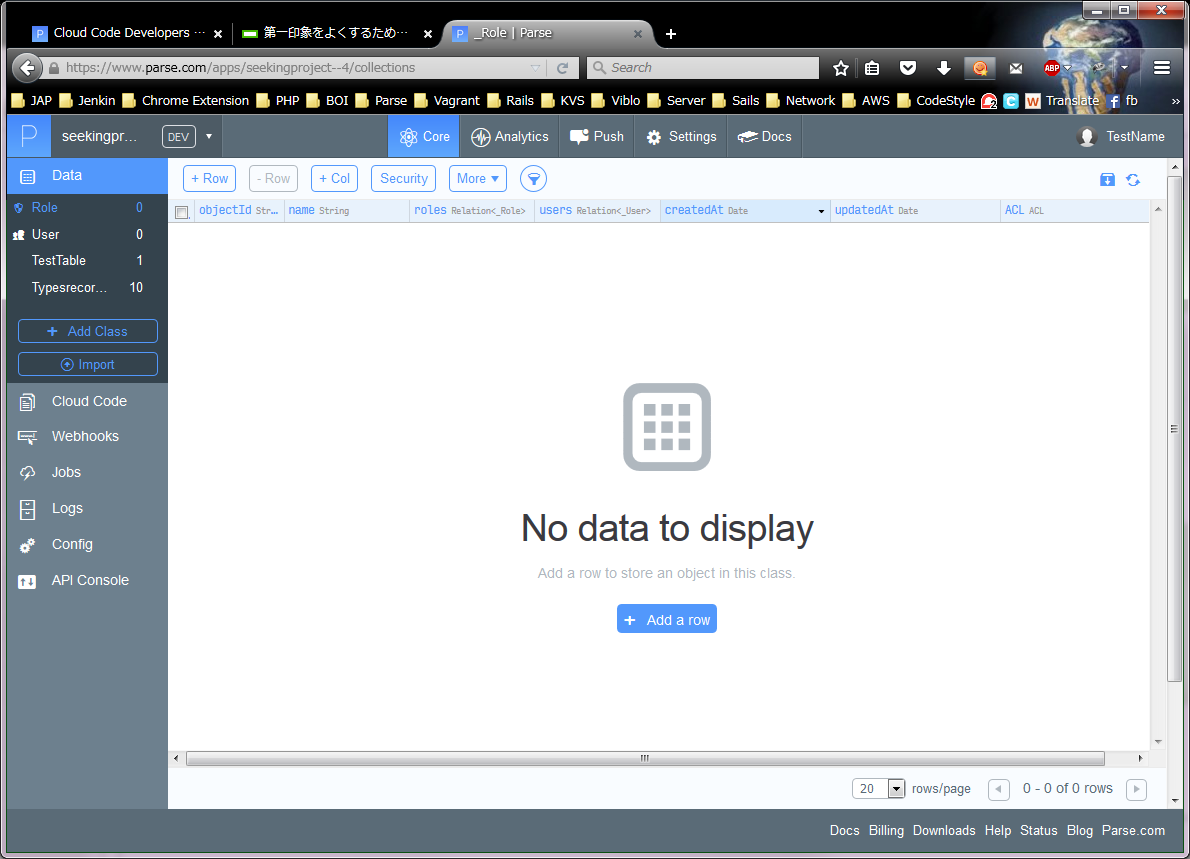 Cloud Code Developers ··· 第一印象をよくするため··· _Role | Parse
https://www.parse.com/apps/seekingproject--4/collections Search ABP
JAP Jenkin Chrome Extension PHP BOI Parse Vagrant Rails KVS Viblo Server Sails Network AWS CodeStyle 2 C W Translate f fb »
P seekingpr... DEV Core Analytics Push Settings Docs TestName
Data
+ Row - Row + Col Security More
Role 0
objectId Str... name String roles Relation<_Role> users Relation<_User> createdAt Date updatedAt Date ACL ACL
User 0
TestTable 1
Typesrecor... 10
+ Add Class
Import
Cloud Code
Webhooks
Jobs
Logs
Config
API Console
No data to display
Add a row to store an object in this class.
+ Add a row
20 rows/page 0 - 0 of 0 rows
Docs Billing Downloads Help Status Blog Parse.com